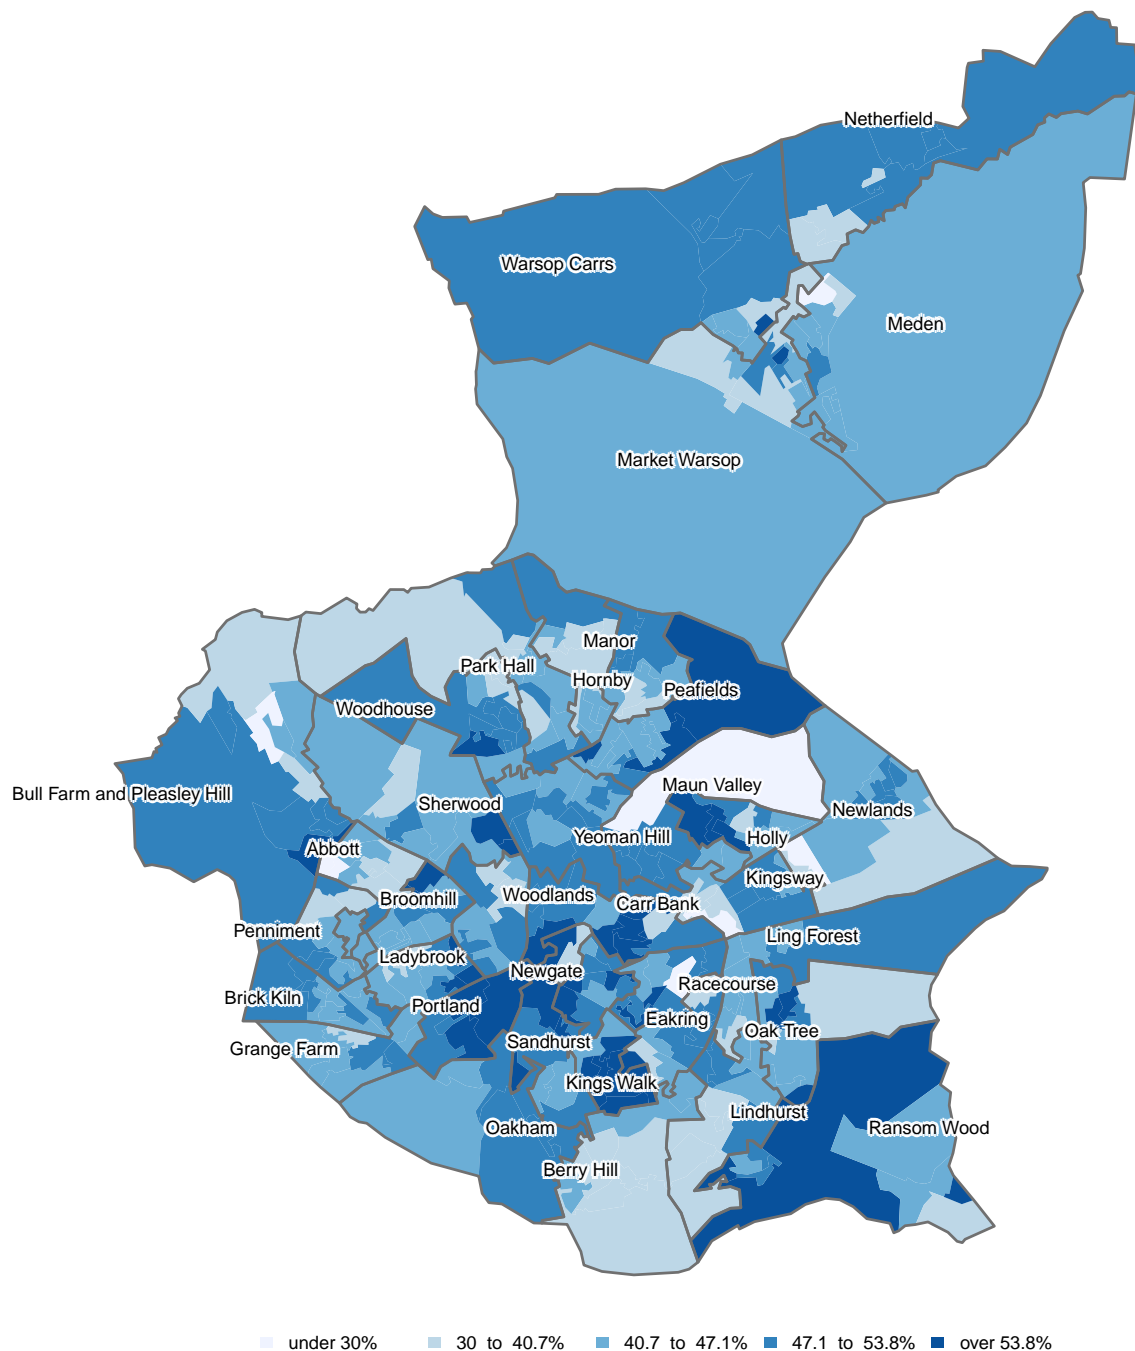 Netherfield
Warsop Carrs
Meden
Market Warsop
Manor
Park Hall
Hornby
Peafields
Woodhouse
Maun Valley
Bull Farm and Pleasley Hill
Sherwood
Newlands
Yeoman Hill
Holly
Abbott
Kingsway
Broomhill
Woodlands
Carr Bank
Penniment
Ling Forest
Ladybrook
Newgate
Racecourse
Brick Kiln
Portland
Eakring
Oak Tree
Sandhurst
Grange Farm
Kings Walk
Lindhurst
Oakham
Ransom Wood
Berry Hill
under 30% 30 to 40.7% 40.7 to 47.1% 47.1 to 53.8% over 53.8%